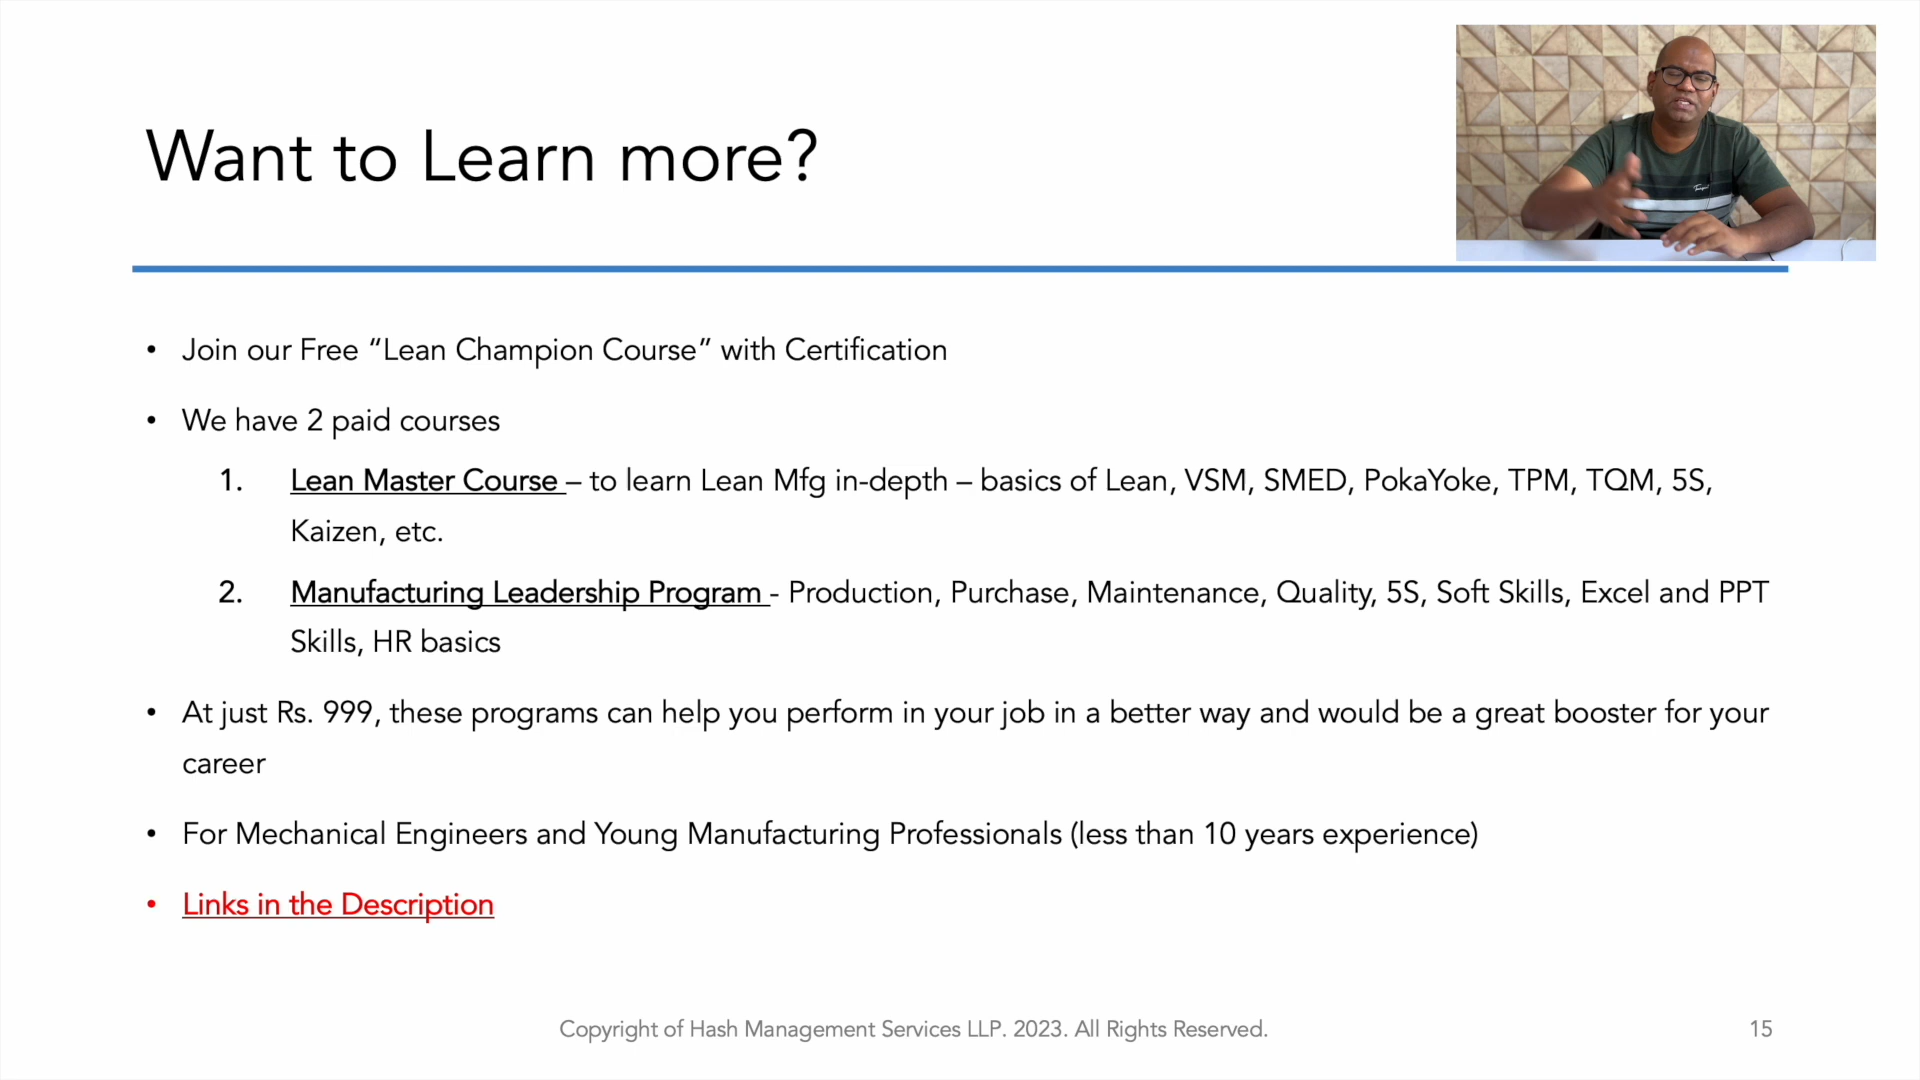 Want to Learn more?
• Join our Free “Lean Champion Course” with Certification
• We have 2 paid courses
1. Lean Master Course – to learn Lean Mfg in-depth – basics of Lean, VSM, SMED, PokaYoke, TPM, TQM, 5S,
Kaizen, etc.
2. Manufacturing Leadership Program - Production, Purchase, Maintenance, Quality, 5S, Soft Skills, Excel and PPT
Skills, HR basics
• At just Rs. 999, these programs can help you perform in your job in a better way and would be a great booster for your
career
• For Mechanical Engineers and Young Manufacturing Professionals (less than 10 years experience)
• Links in the Description
Copyright of Hash Management Services LLP. 2023. All Rights Reserved.
15